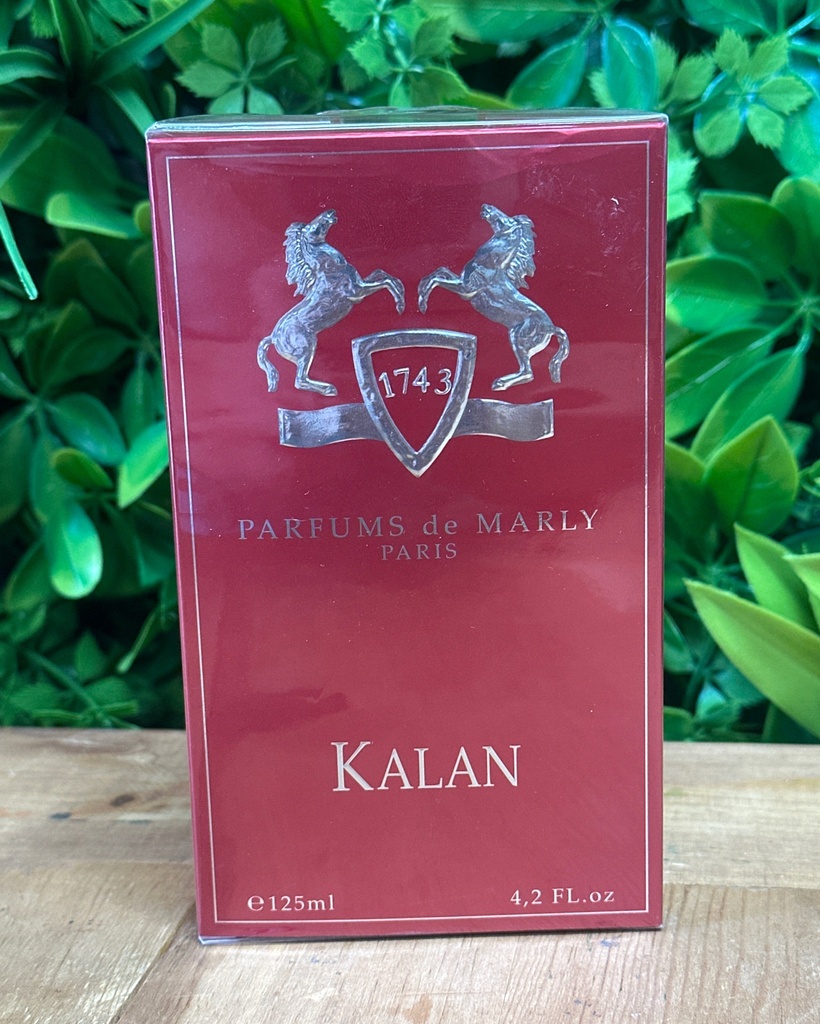 1743
PARFUMS de MARLY
PARIS
KALAN
℮125ml
4,2 FL.oz